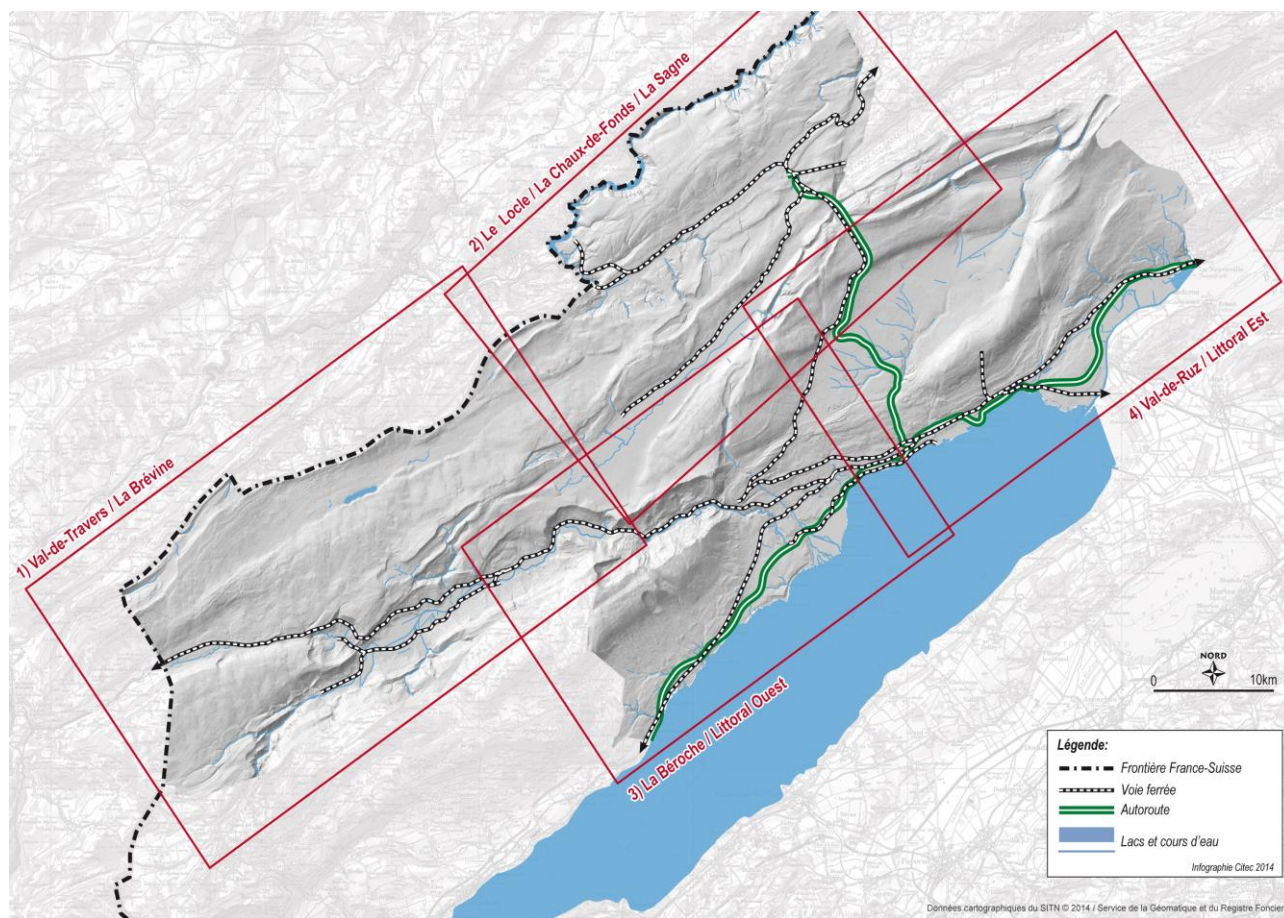 2) Le Locle / La Chaux-de-Fonds / La Sagne
1) Val-de-Travers / La Brévine
4) Val-de-Ruz / Littoral Est
3) La Béroche / Littoral Ouest
NORD
0 10km
Légende:
Frontière France-Suisse
Voie ferrée
Autoroute
Lacs et cours d'eau
Infographie Citec 2014
Données cartographiques du SITN © 2014 / Service de la Géomatique et du Registre Foncier